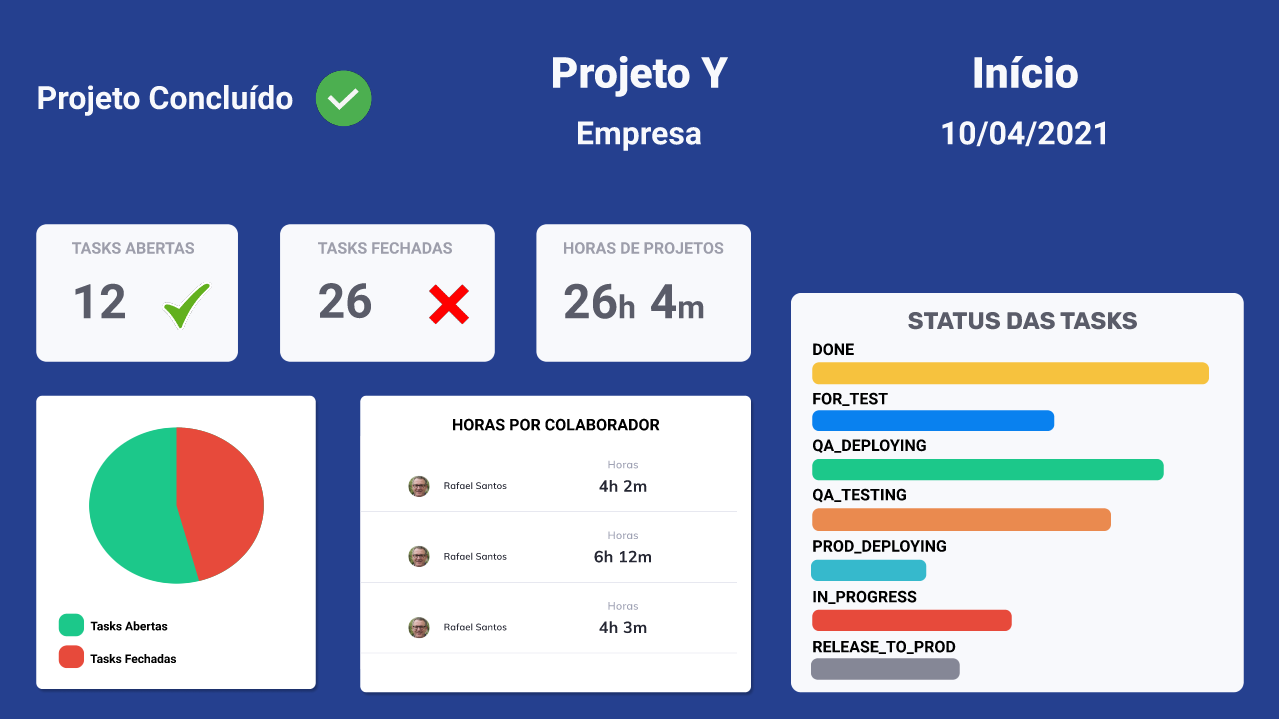 Projeto Concluído
Projeto Y
Empresa
Início
10/04/2021
TASKS ABERTAS
12
TASKS FECHADAS
26
HORAS DE PROJETOS
26h 4m
Tasks Abertas
Tasks Fechadas
HORAS POR COLABORADOR
Horas
Rafael Santos
4h 2m
Horas
Rafael Santos
6h 12m
Horas
Rafael Santos
4h 3m
STATUS DAS TASKS
DONE
FOR_TEST
QA_DEPLOYING
QA_TESTING
PROD_DEPLOYING
IN_PROGRESS
RELEASE_TO_PROD